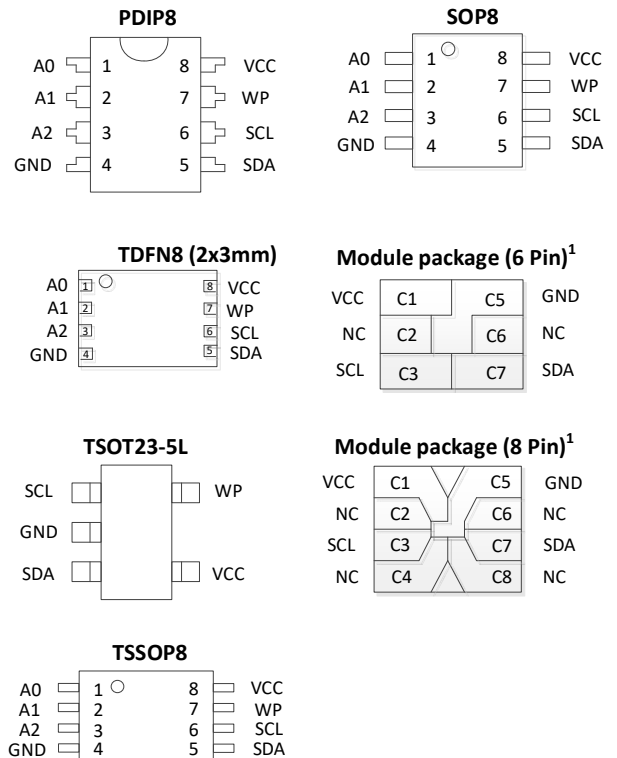 PDIP8
A0 1 8 VCC
A1 2 7 WP
A2 3 6 SCL
GND 4 5 SDA
SOP8
A0 1 8 VCC
A1 2 7 WP
A2 3 6 SCL
GND 4 5 SDA
TDFN8 (2x3mm)
A0 1 8 VCC
A1 2 7 WP
A2 3 6 SCL
GND 4 5 SDA
Module package (6 Pin)¹
VCC C1 C5 GND
NC C2 C6 NC
SCL C3 C7 SDA
TSOT23-5L
SCL WP
GND
SDA VCC
Module package (8 Pin)¹
VCC C1 C5 GND
NC C2 C6 NC
SCL C3 C7 SDA
NC C4 C8 NC
TSSOP8
A0 1 8 VCC
A1 2 7 WP
A2 3 6 SCL
GND 4 5 SDA